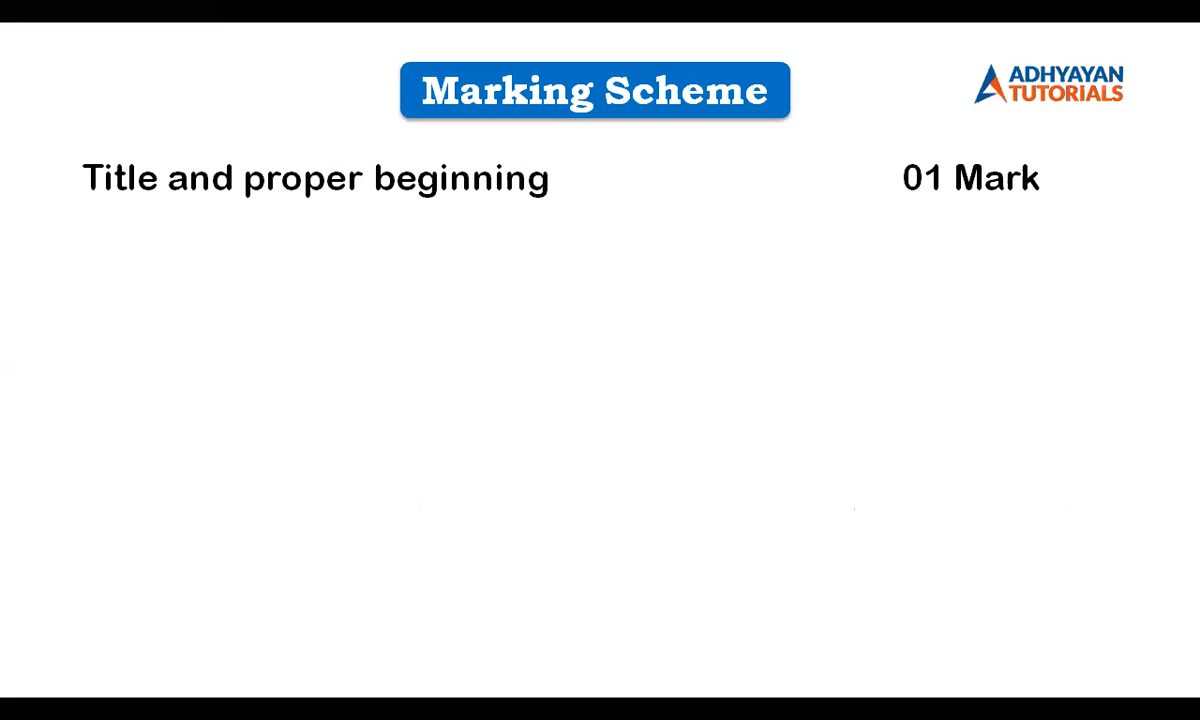 Marking Scheme
ADHYAYAN
TUTORIALS
Title and proper beginning 01 Mark